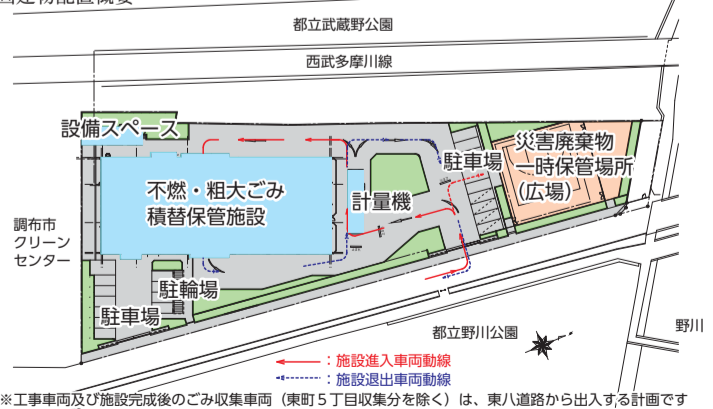 都立武蔵野公園
西武多摩川線
設備スペース
不燃・粗大ごみ
積替保管施設
計量機
駐車場
災害廃棄物
一時保管場所
（広場）
調布市
クリーン
センター
駐輪場
駐車場
都立野川公園
野川
：施設進入車両動線
：施設退出車両動線
※工事車両及び施設完成後のごみ収集車両（東町５丁目収集分を除く）は、東八道路から出入する計画です